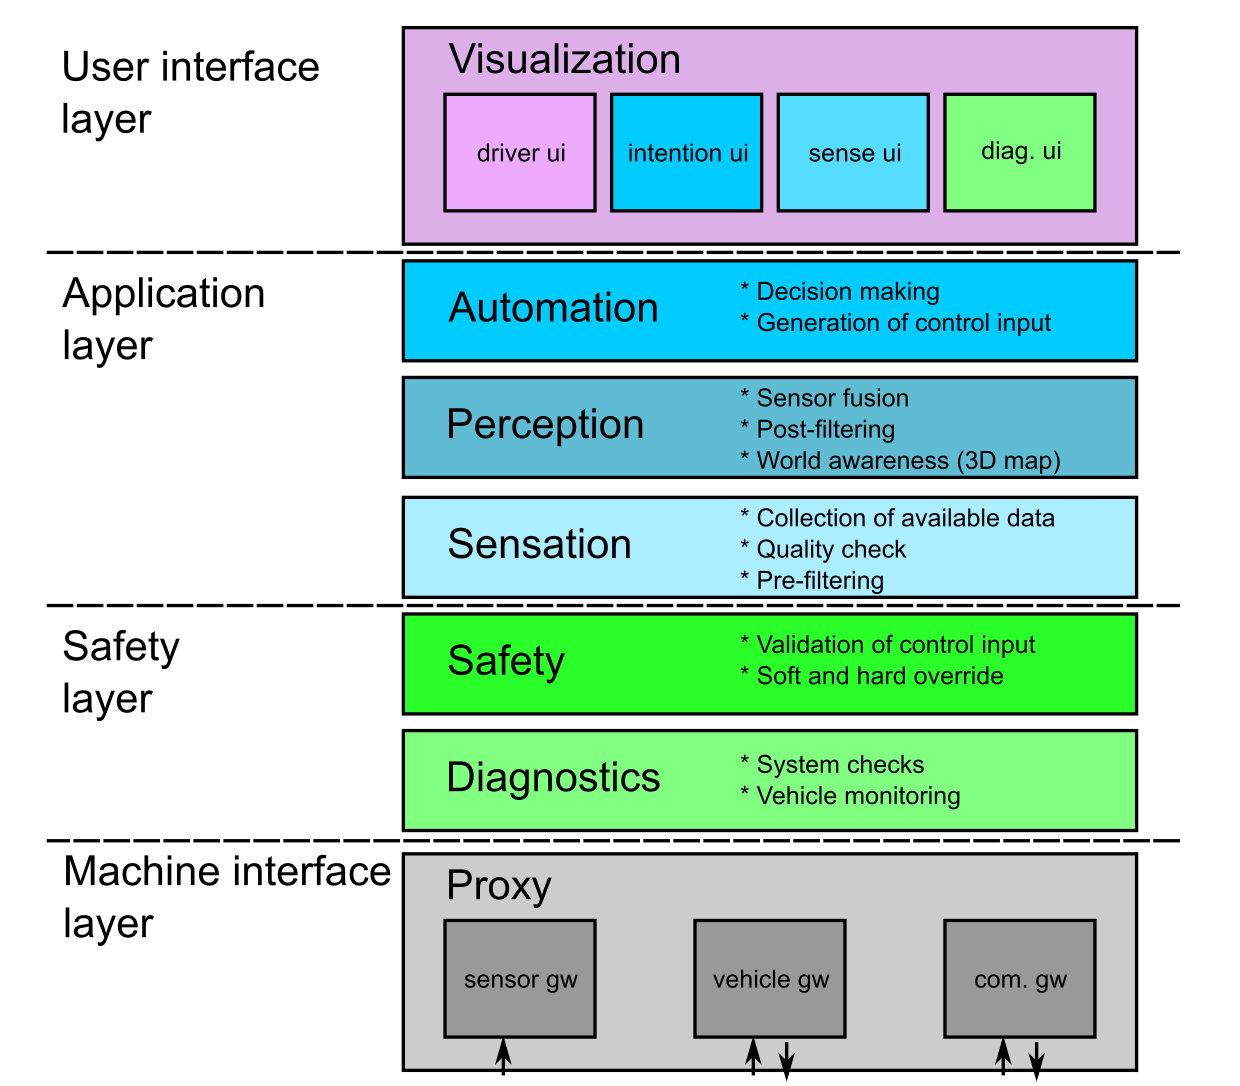 User interface
layer
Visualization
driver ui
intention ui
sense ui
diag. ui
Application
layer
Automation
* Decision making
* Generation of control input
Perception
* Sensor fusion
* Post-filtering
* World awareness (3D map)
Sensation
* Collection of available data
* Quality check
* Pre-filtering
Safety
layer
Safety
* Validation of control input
* Soft and hard override
Diagnostics
* System checks
* Vehicle monitoring
Machine interface
layer
Proxy
sensor gw
vehicle gw
com. gw